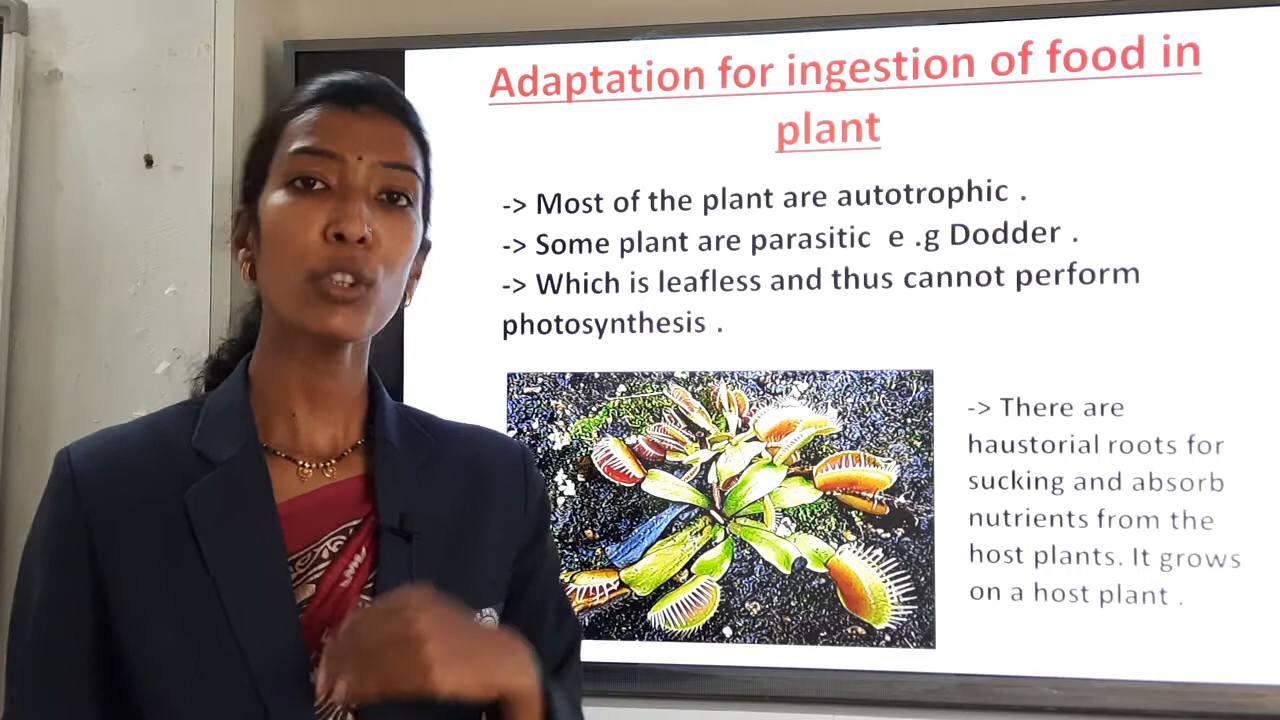 Adaptation for ingestion of food in
plant
-> Most of the plant are autotrophic .
-> Some plant are parasitic e .g Dodder .
-> Which is leafless and thus cannot perform
photosynthesis .
-> There are
haustorial roots for
sucking and absorb
nutrients from the
host plants. It grows
on a host plant .